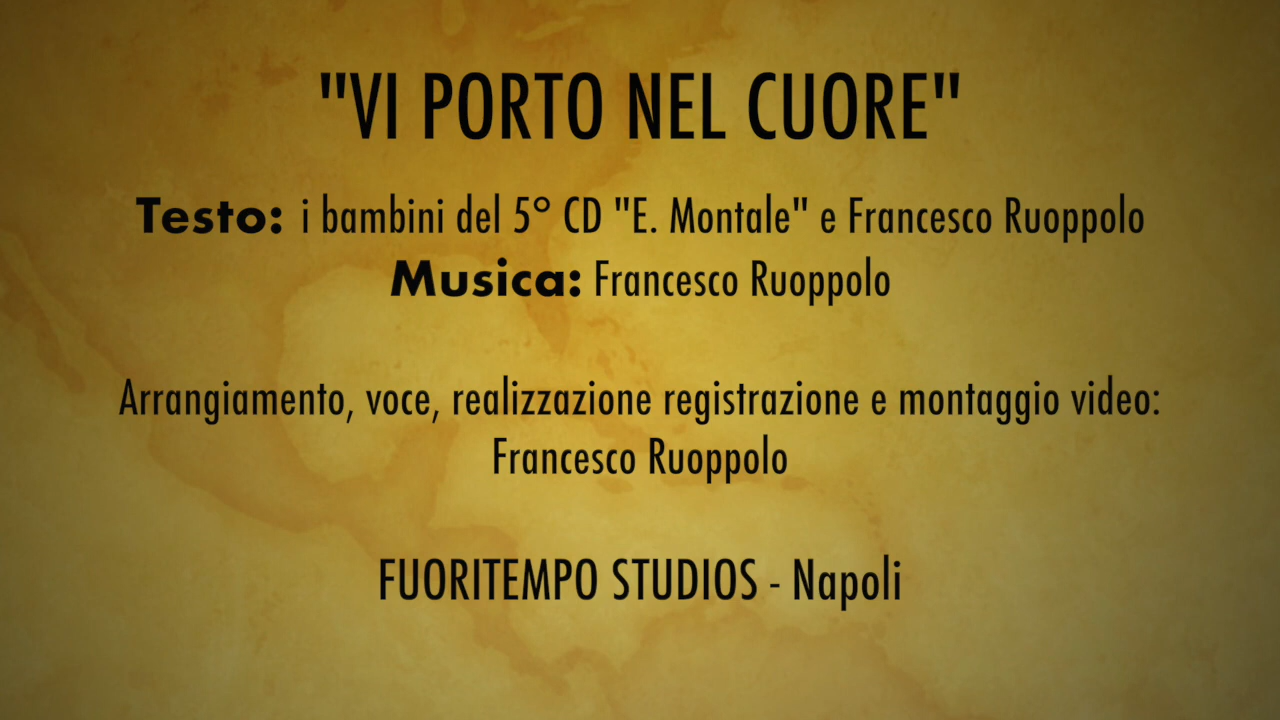 "VI PORTO NEL CUORE"
Testo: i bambini del 5° CD "E. Montale" e Francesco Ruoppolo
Musica: Francesco Ruoppolo
Arrangiamento, voce, realizzazione registrazione e montaggio video:
Francesco Ruoppolo
FUORITEMPO STUDIOS - Napoli